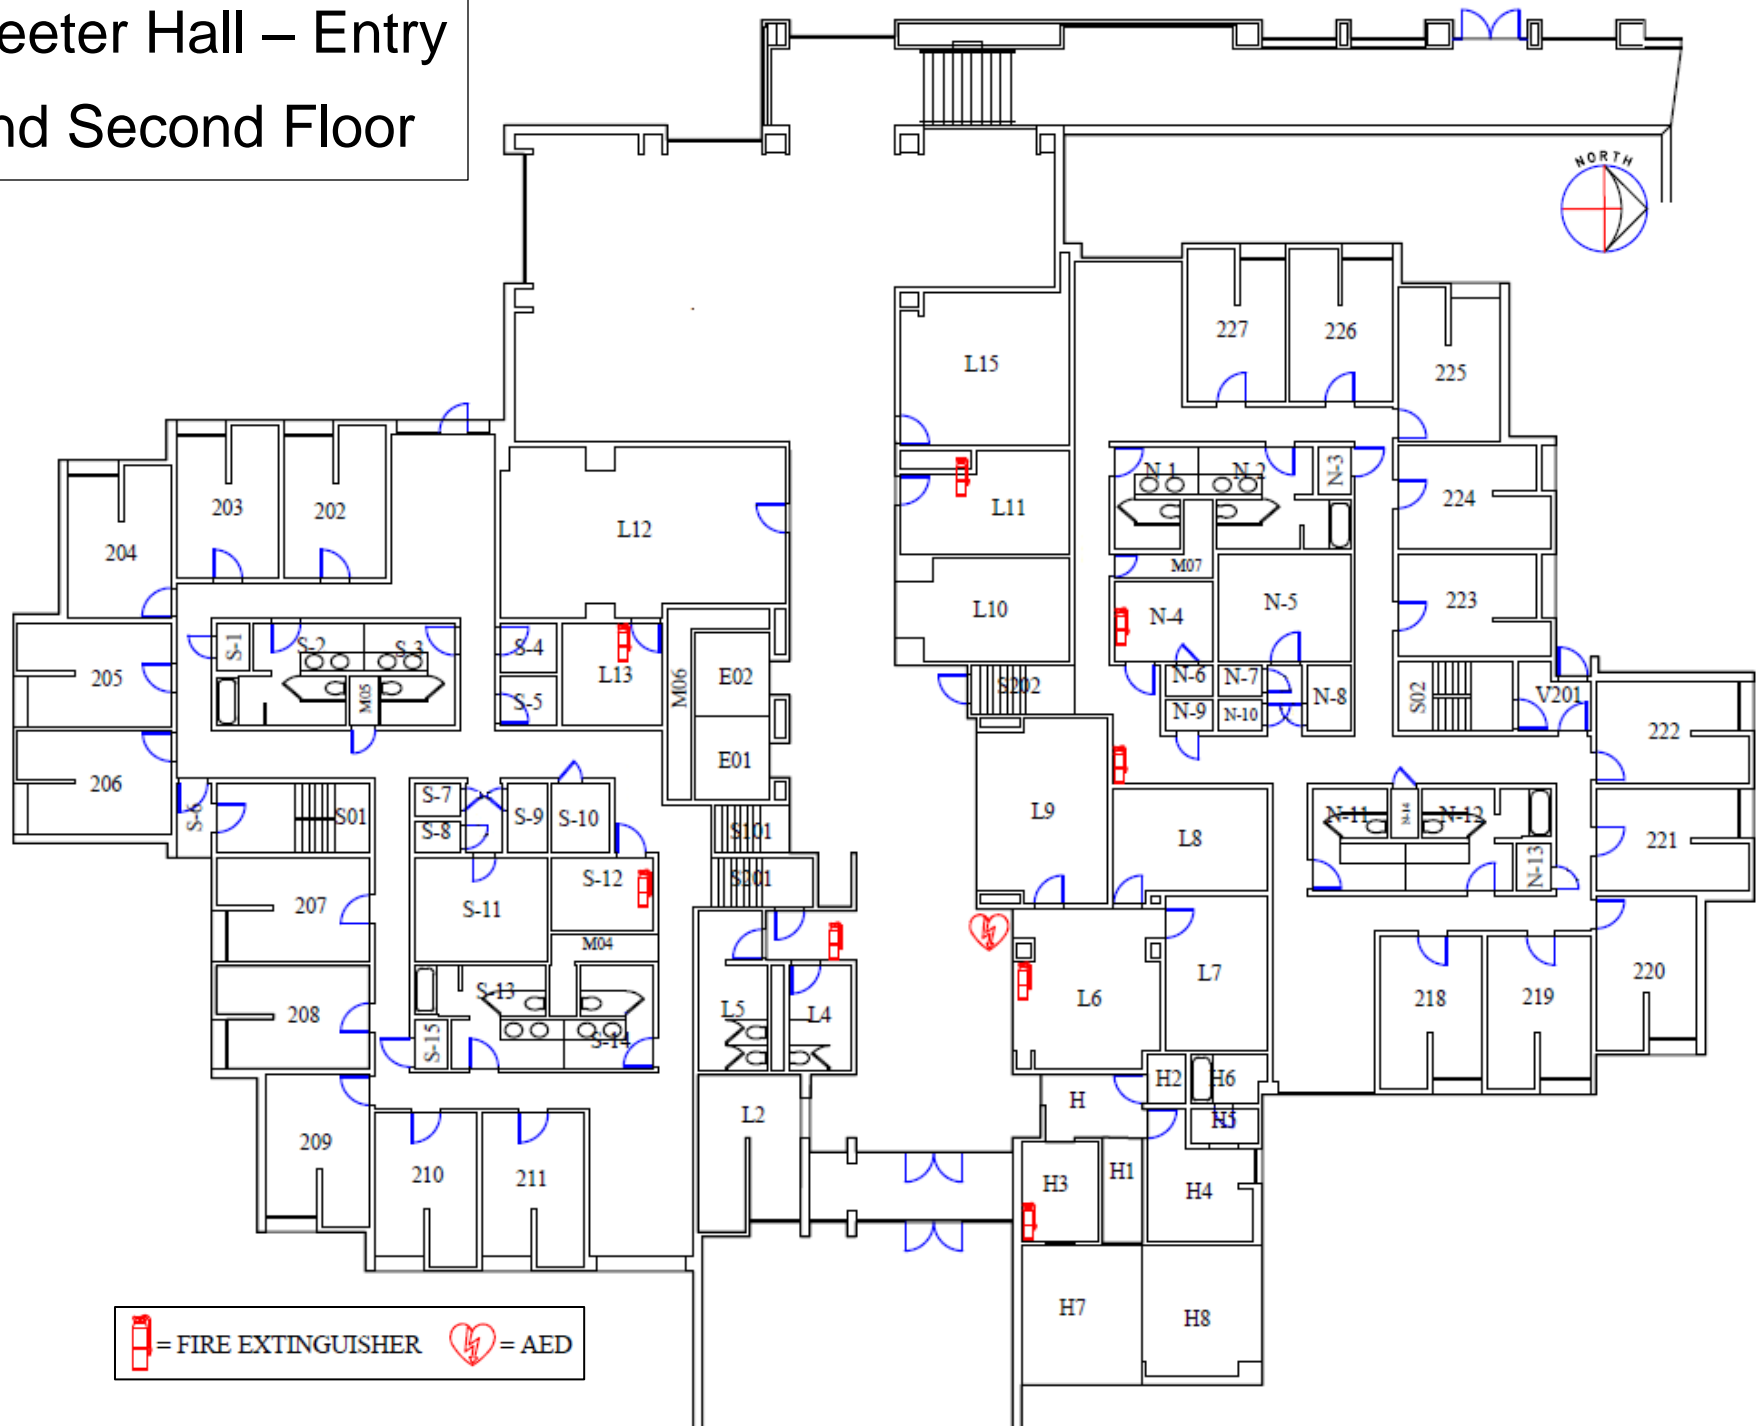 eeter Hall – Entry
nd Second Floor
NORTH
227
226
225
L15
N-1
N-2
N-3
224
L11
203
202
L12
204
M07
L10
N-4
N-5
223
S-1
S-2
S-3
S-4
L13
M06
E02
S202
N-6
N-7
N-8
S02
V201
205
M05
S-5
N-9
N-10
222
206
E01
S-6
S01
S-7
S-8
S-9
S-10
S101
L9
L8
N-11
N-14
N-12
221
N-13
S-12
S201
207
S-11
M04
L7
220
208
S-13
L5
L4
L6
218
219
S-15
S-14
H2
H6
L2
H
H5
209
210
211
H3
H1
H4
H7
H8
= FIRE EXTINGUISHER
= AED